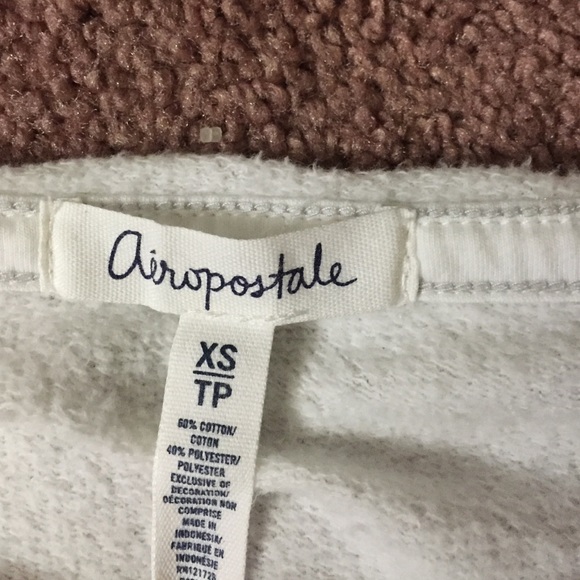 Aéropostale
XS
TP
60% COTTON/
COTON
40% POLYESTER/
POLYESTER
EXCLUSIVE OF
DECORATION/
DÉCORATION NON
COMPRISE
MADE IN
INDONESIA/
FABRIQUÉ EN
INDONÉSIE
RN121726